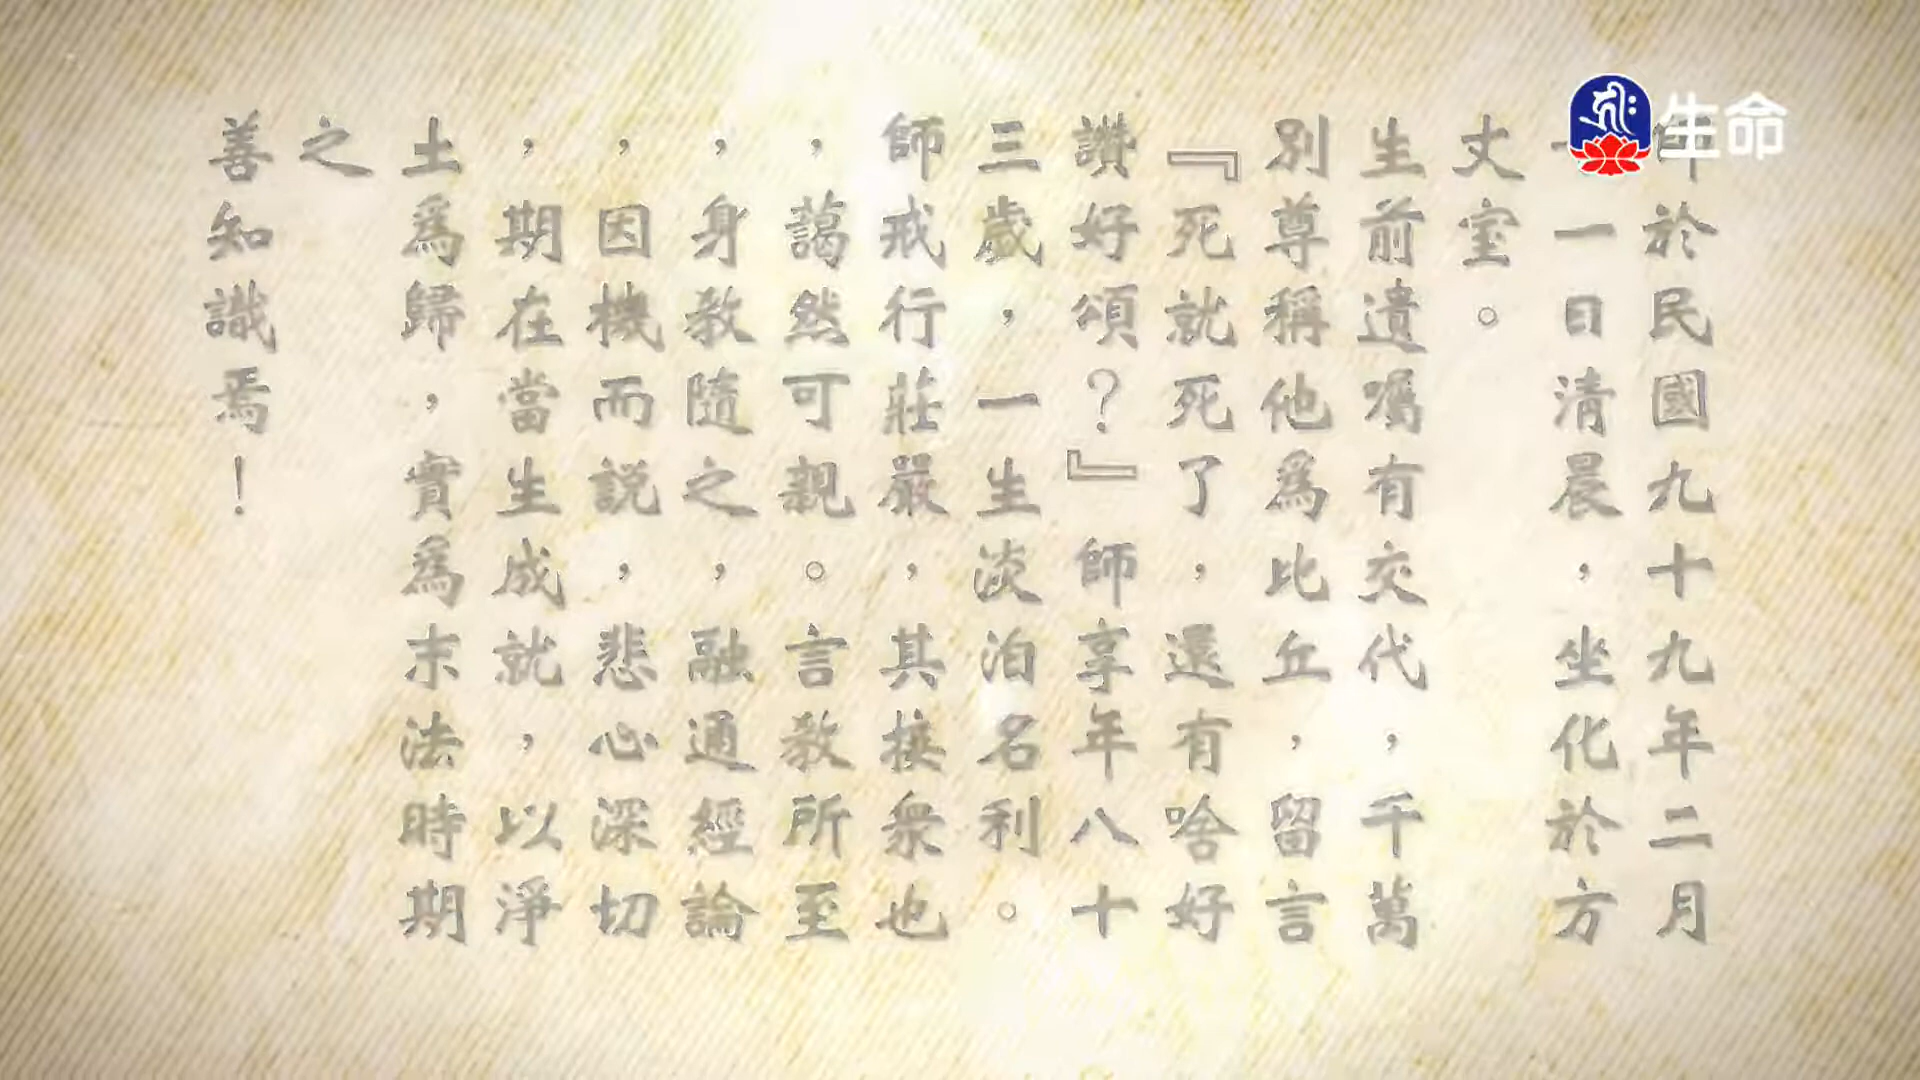 師於民國九十九年二月
一日清晨，坐化於方
丈室。
生前遺囑有交代，千萬
別尊稱他為比丘，留言
『死就死了，還有啥好
讚好頌？』師享年八十
三歲，一生淡泊名利。
師戒行莊嚴，其接衆也
，藹然可親。言教所至
，身教隨之，融通經論
，因機而說，悲心深切
，期在當生成就，以淨
土為歸，實為末法時期
之
善知識焉！
生命